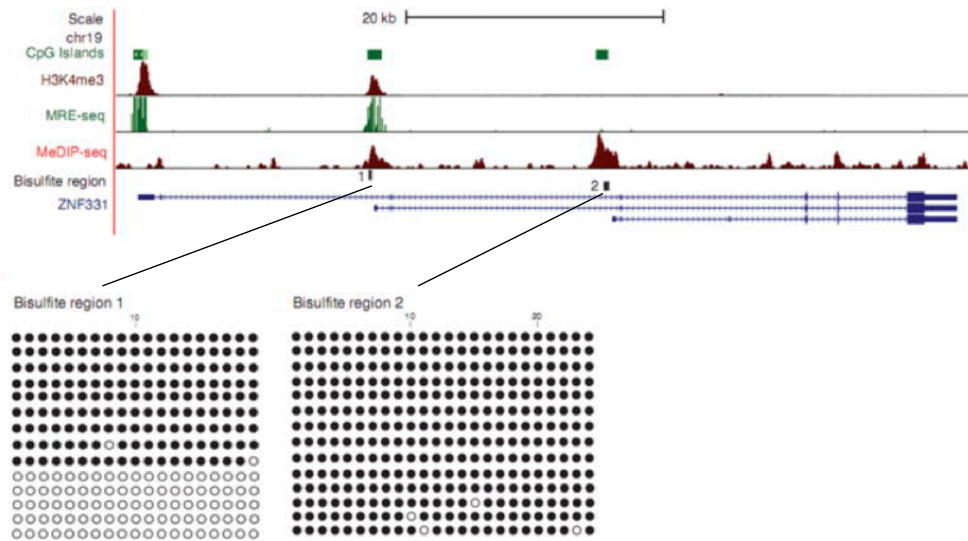 Scale 20 kb
chr19
CpG Islands
H3K4me3
MRE-seq
MeDIP-seq
Bisulfite region 1 2
ZNF331
Bisulfite region 1 Bisulfite region 2
10 10 20